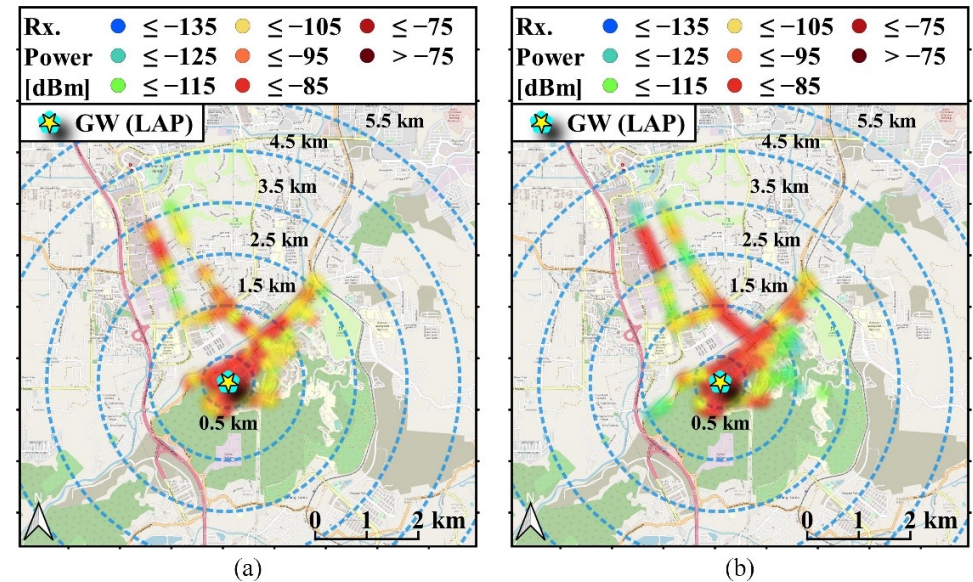 Rx. ≤ −135 ≤ −105 ≤ −75
Power ≤ −125 ≤ −95 > −75
[dBm] ≤ −115 ≤ −85
GW (LAP)
5.5 km
4.5 km
3.5 km
2.5 km
1.5 km
0.5 km
0 1 2 km
(a)
Rx. ≤ −135 ≤ −105 ≤ −75
Power ≤ −125 ≤ −95 > −75
[dBm] ≤ −115 ≤ −85
GW (LAP)
5.5 km
4.5 km
3.5 km
2.5 km
1.5 km
0.5 km
0 1 2 km
(b)